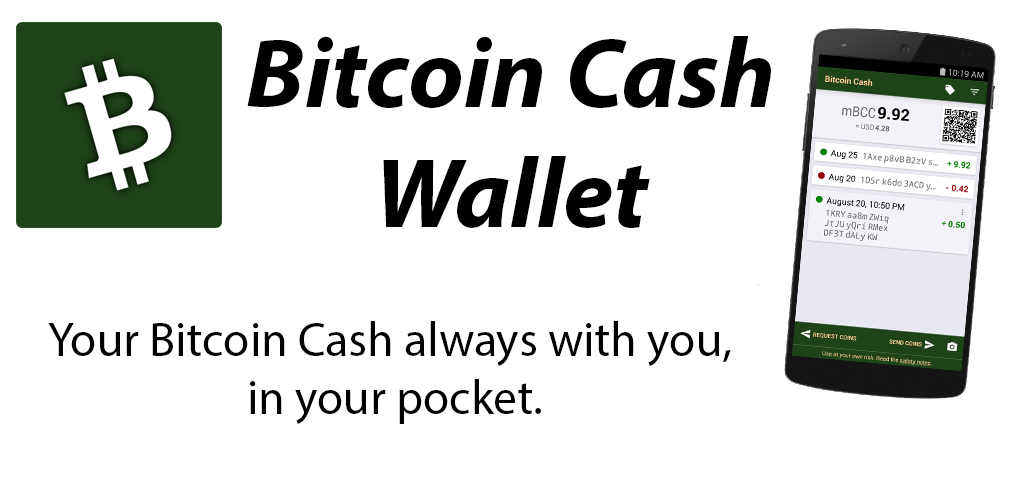 Bitcoin Cash
Wallet
Your Bitcoin Cash always with you,
in your pocket.
10:19 AM
Bitcoin Cash
mBCC 9.92
≈ USD 4.28
Aug 25 1Axe p8vB B2zV s... + 9.92
Aug 20 1D5r k6do 3ACD y... - 0.42
August 20, 10:50 PM
1KRY aa8m ZWiq
JtJU yQri RMex + 0.50
DF3T dALy KW
REQUEST COINS SEND COINS
Use at your own risk. Read the safety notes.